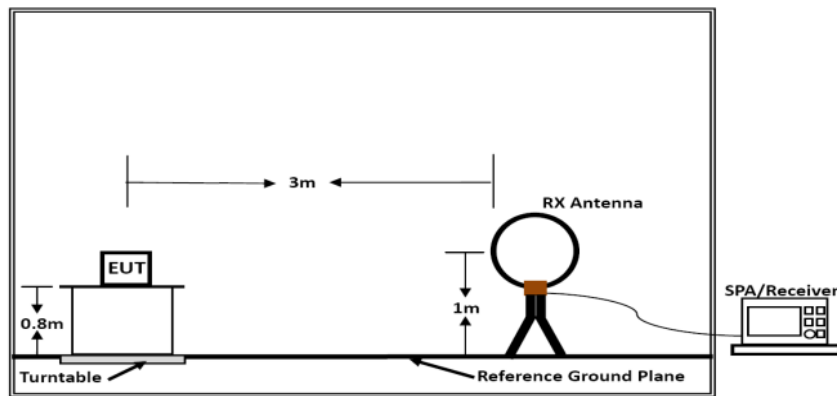 3m
RX Antenna
EUT
SPA/Receiver
0.8m
1m
Turntable
Reference Ground Plane